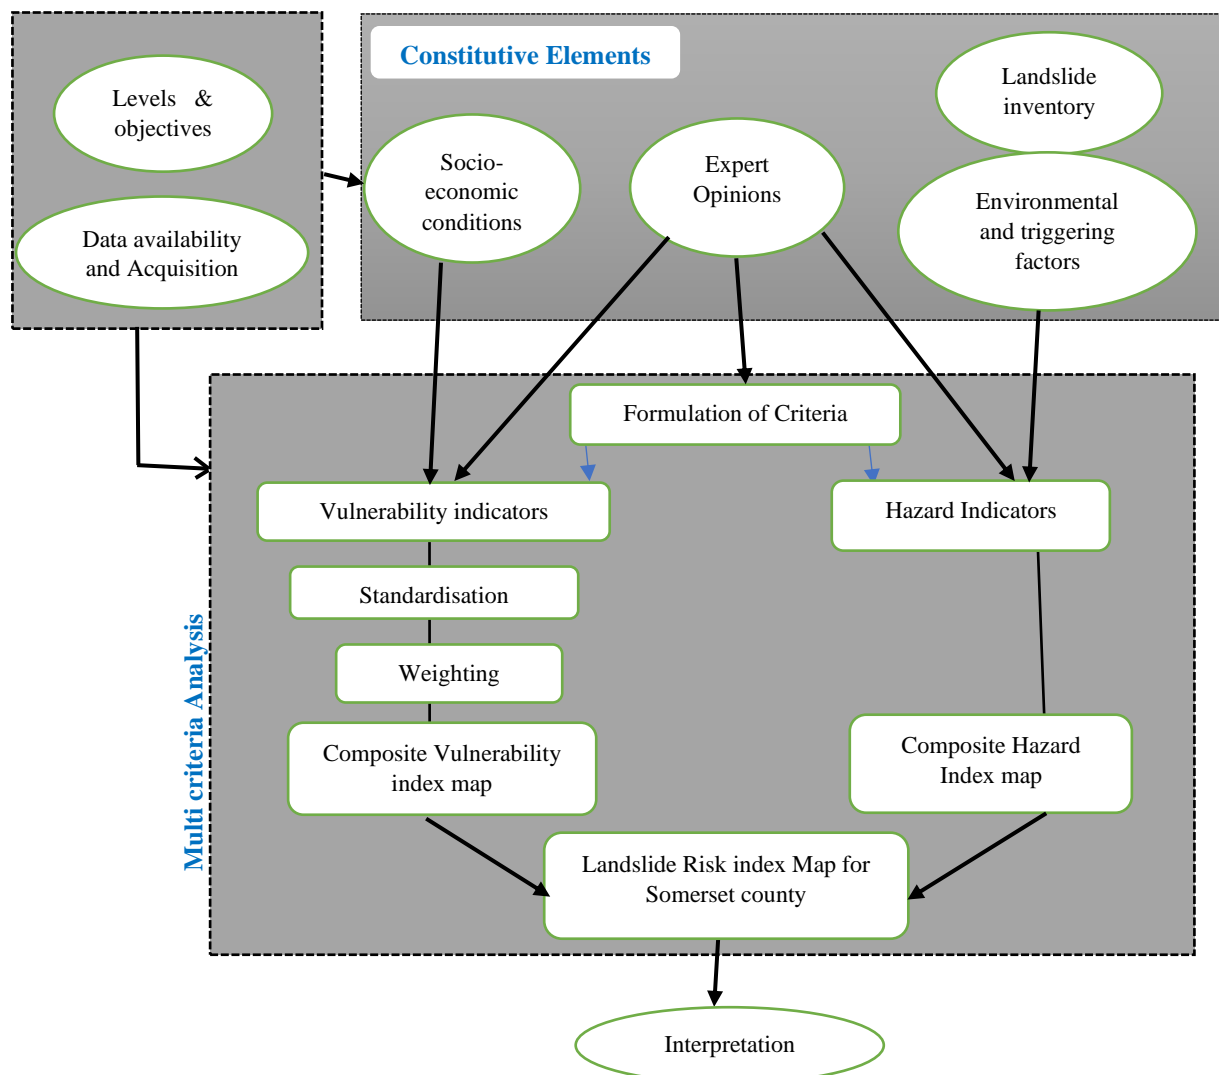 Levels &
objectives
Data availability
and Acquisition
Constitutive Elements
Socio-
economic
conditions
Expert
Opinions
Landslide
inventory
Environmental
and triggering
factors
Multi criteria Analysis
Formulation of Criteria
Vulnerability indicators
Hazard Indicators
Standardisation
Weighting
Composite Vulnerability
index map
Composite Hazard
Index map
Landslide Risk index Map for
Somerset county
Interpretation